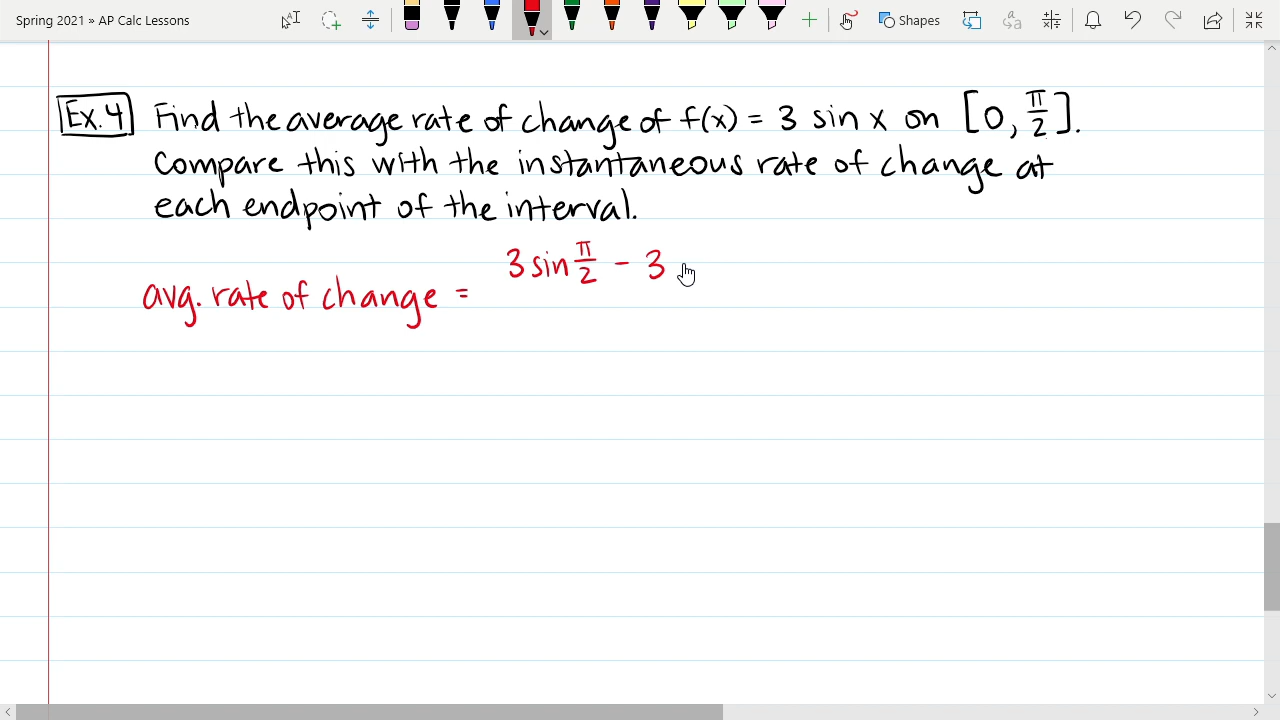 Spring 2021 » AP Calc Lessons
Shapes
Ex. 4 Find the average rate of change of f(x) = 3 sin x on [0, π/2].
Compare this with the instantaneous rate of change at
each endpoint of the interval.
avg. rate of change = 3 sin π/2 - 3